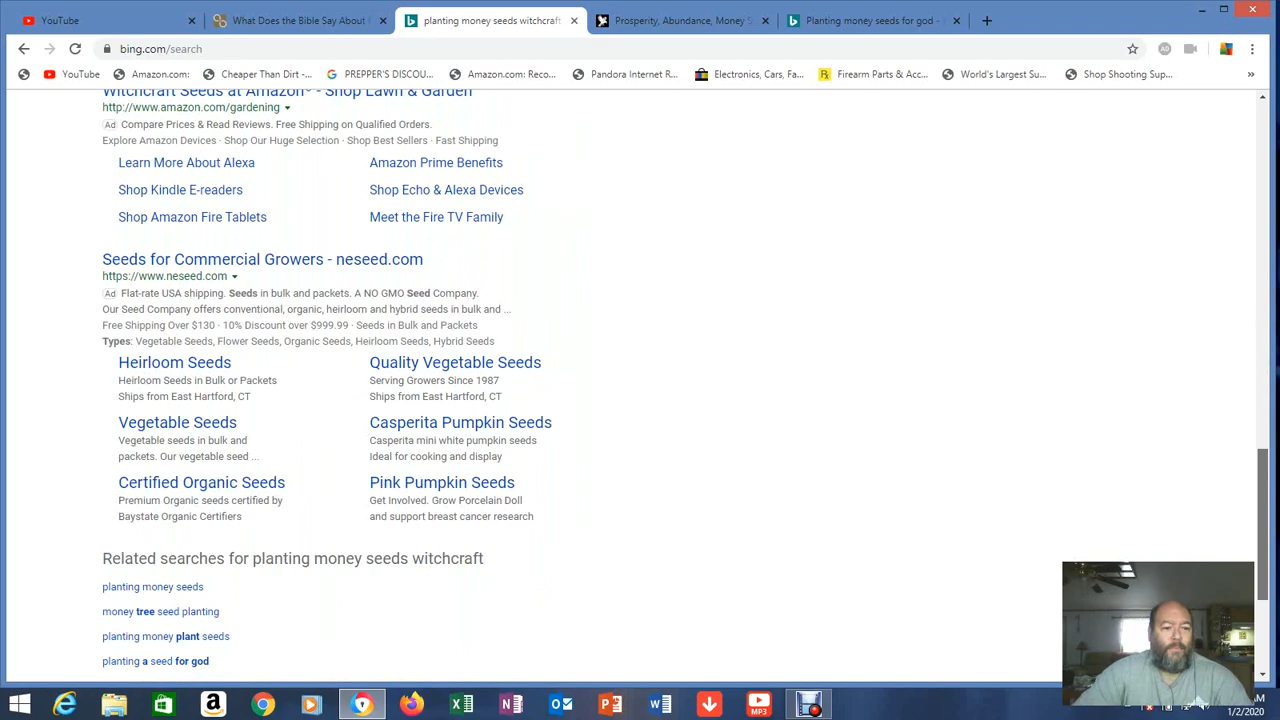 YouTube
What Does the Bible Say About
planting money seeds witchcraft
Prosperity, Abundance, Money S
Planting money seeds for god -
bing.com/search
YouTube
Amazon.com:
Cheaper Than Dirt -...
PREPPER'S DISCOU...
Amazon.com: Reco...
Pandora Internet R...
Electronics, Cars, Fa...
Firearm Parts & Acc...
World's Largest Su...
Shop Shooting Sup...
Witchcraft Seeds at Amazon® - Shop Lawn & Garden
http://www.amazon.com/gardening
Ad Compare Prices & Read Reviews. Free Shipping on Qualified Orders.
Explore Amazon Devices · Shop Our Huge Selection · Shop Best Sellers · Fast Shipping
Learn More About Alexa
Amazon Prime Benefits
Shop Kindle E-readers
Shop Echo & Alexa Devices
Shop Amazon Fire Tablets
Meet the Fire TV Family
Seeds for Commercial Growers - neseed.com
https://www.neseed.com
Ad Flat-rate USA shipping. Seeds in bulk and packets. A NO GMO Seed Company.
Our Seed Company offers conventional, organic, heirloom and hybrid seeds in bulk and ...
Free Shipping Over $130 · 10% Discount over $999.99 · Seeds in Bulk and Packets
Types: Vegetable Seeds, Flower Seeds, Organic Seeds, Heirloom Seeds, Hybrid Seeds
Heirloom Seeds
Heirloom Seeds in Bulk or Packets
Ships from East Hartford, CT
Quality Vegetable Seeds
Serving Growers Since 1987
Ships from East Hartford, CT
Vegetable Seeds
Vegetable seeds in bulk and
packets. Our vegetable seed ...
Casperita Pumpkin Seeds
Casperita mini white pumpkin seeds
Ideal for cooking and display
Certified Organic Seeds
Premium Organic seeds certified by
Baystate Organic Certifiers
Pink Pumpkin Seeds
Get Involved. Grow Porcelain Doll
and support breast cancer research
Related searches for planting money seeds witchcraft
planting money seeds
money tree seed planting
planting money plant seeds
planting a seed for god
MP3
1/2/2020